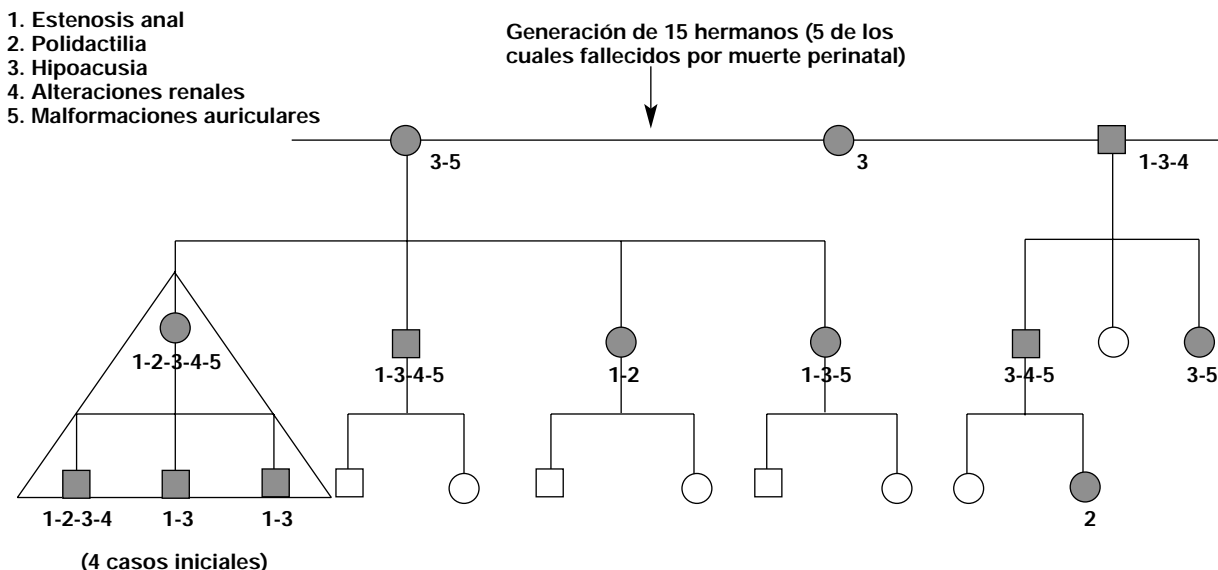 1. Estenosis anal
2. Polidactilia
3. Hipoacusia
4. Alteraciones renales
5. Malformaciones auriculares
Generación de 15 hermanos (5 de los
cuales fallecidos por muerte perinatal)
3-5
3
1-3-4
1-2-3-4-5
1-3-4-5
1-2
1-3-5
3-4-5
3-5
1-2-3-4
1-3
1-3
2
(4 casos iniciales)